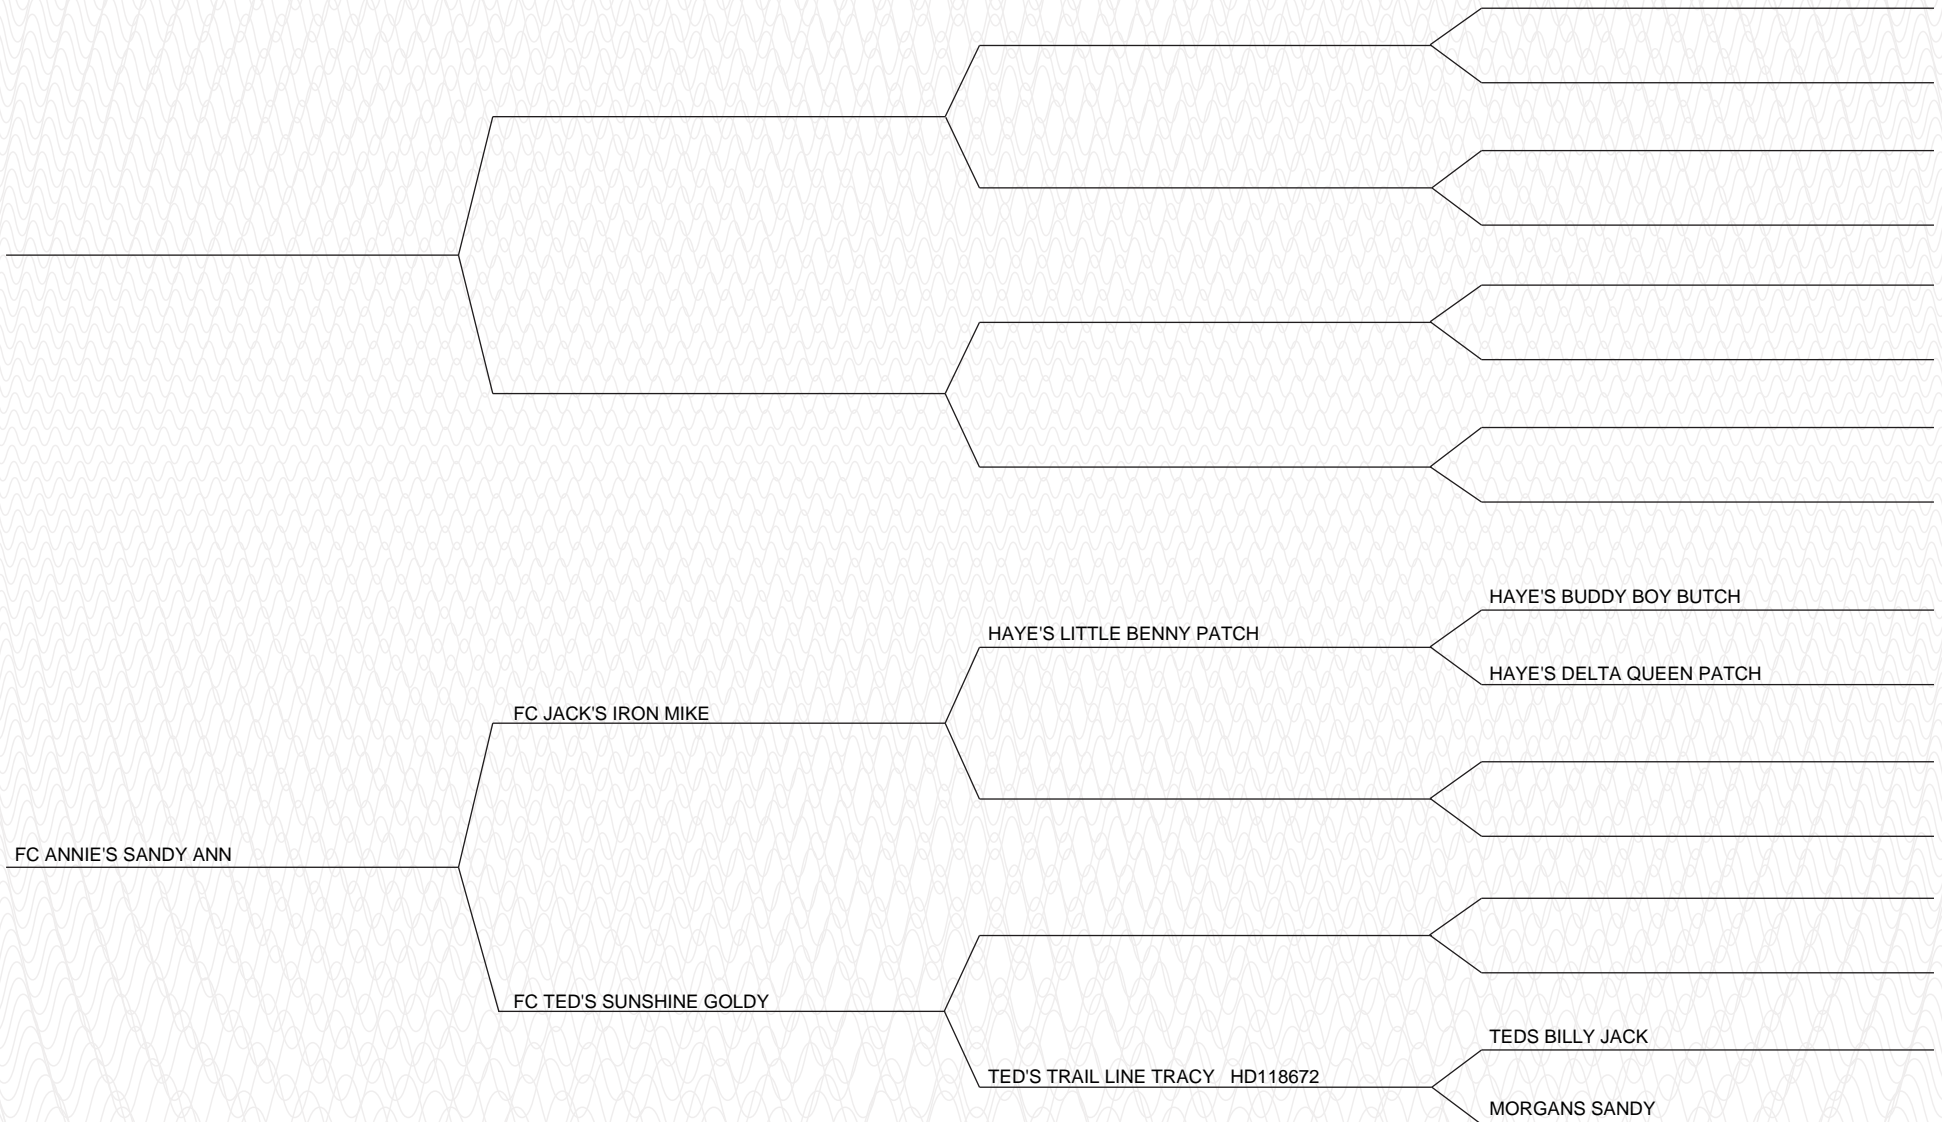 HAYE'S BUDDY BOY BUTCH
HAYE'S LITTLE BENNY PATCH
HAYE'S DELTA QUEEN PATCH
FC JACK'S IRON MIKE
FC ANNIE'S SANDY ANN
FC TED'S SUNSHINE GOLDY
TEDS BILLY JACK
TED'S TRAIL LINE TRACY HD118672
MORGANS SANDY